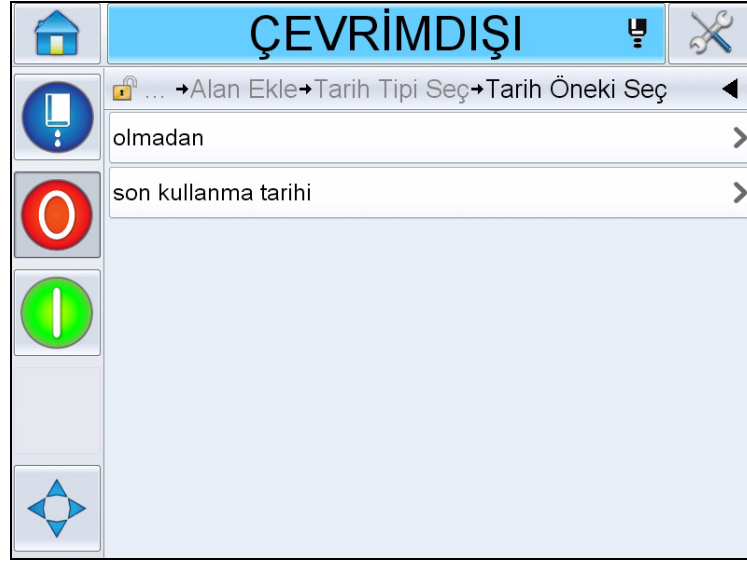 ÇEVRİMDIŞI
... →Alan Ekle→Tarih Tipi Seç→Tarih Öneki Seç
olmadan
son kullanma tarihi